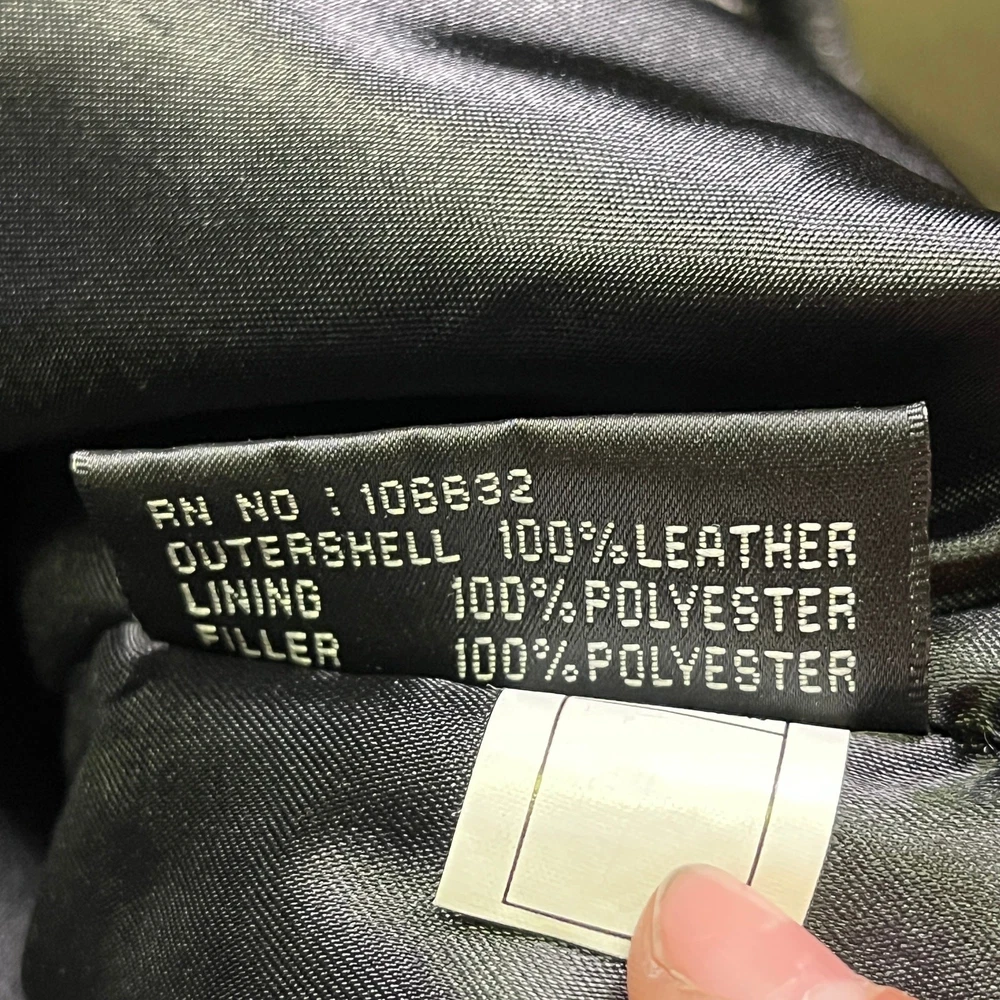 RN NO : 106632
OUTERSHELL 100% LEATHER
LINING 100% POLYESTER
FILLER 100% POLYESTER